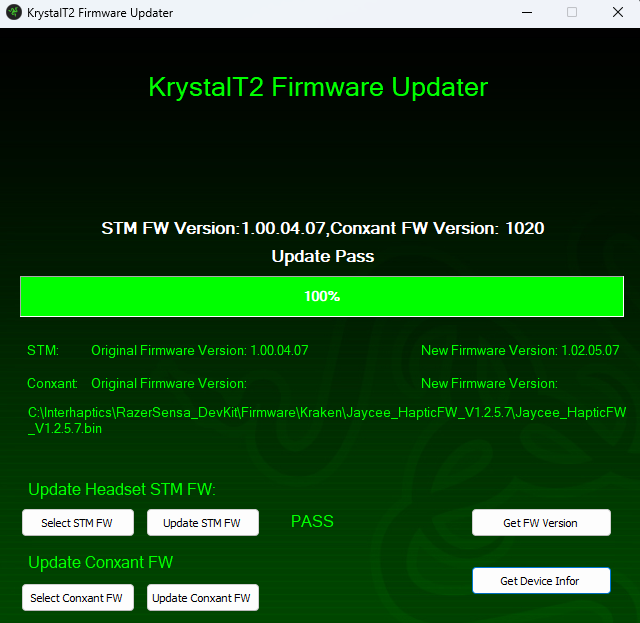 KrystalT2 Firmware Updater
KrystalT2 Firmware Updater
STM FW Version:1.00.04.07,Conxant FW Version: 1020
Update Pass
100%
STM: Original Firmware Version: 1.00.04.07 New Firmware Version: 1.02.05.07
Conxant: Original Firmware Version: New Firmware Version:
C:\Interhaptics\RazerSensa_DevKit\Firmware\Kraken\Jaycee_HapticFW_V1.2.5.7\Jaycee_HapticFW
_V1.2.5.7.bin
Update Headset STM FW:
Select STM FW Update STM FW PASS Get FW Version
Update Conxant FW
Get Device Infor
Select Conxant FW Update Conxant FW